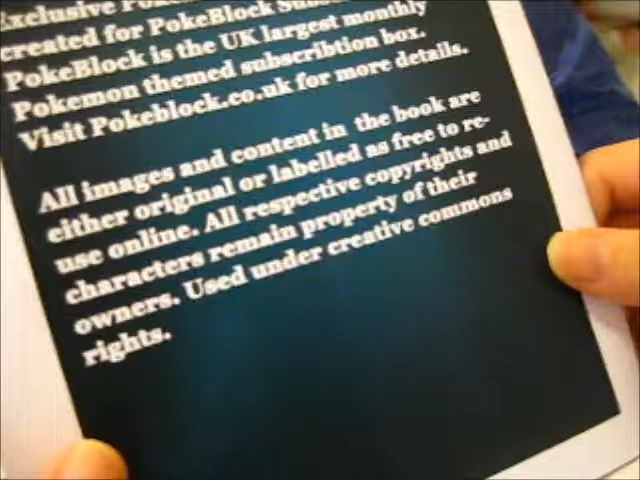 Exclusive
created for PokeBlock
PokeBlock is the UK largest monthly
Pokemon themed subscribtion box.
Visit Pokeblock.co.uk for more details.
All images and content in the book are
either original or labelled as free to re-
use online. All respective copyrights and
characters remain property of their
owners. Used under creative commons
rights.